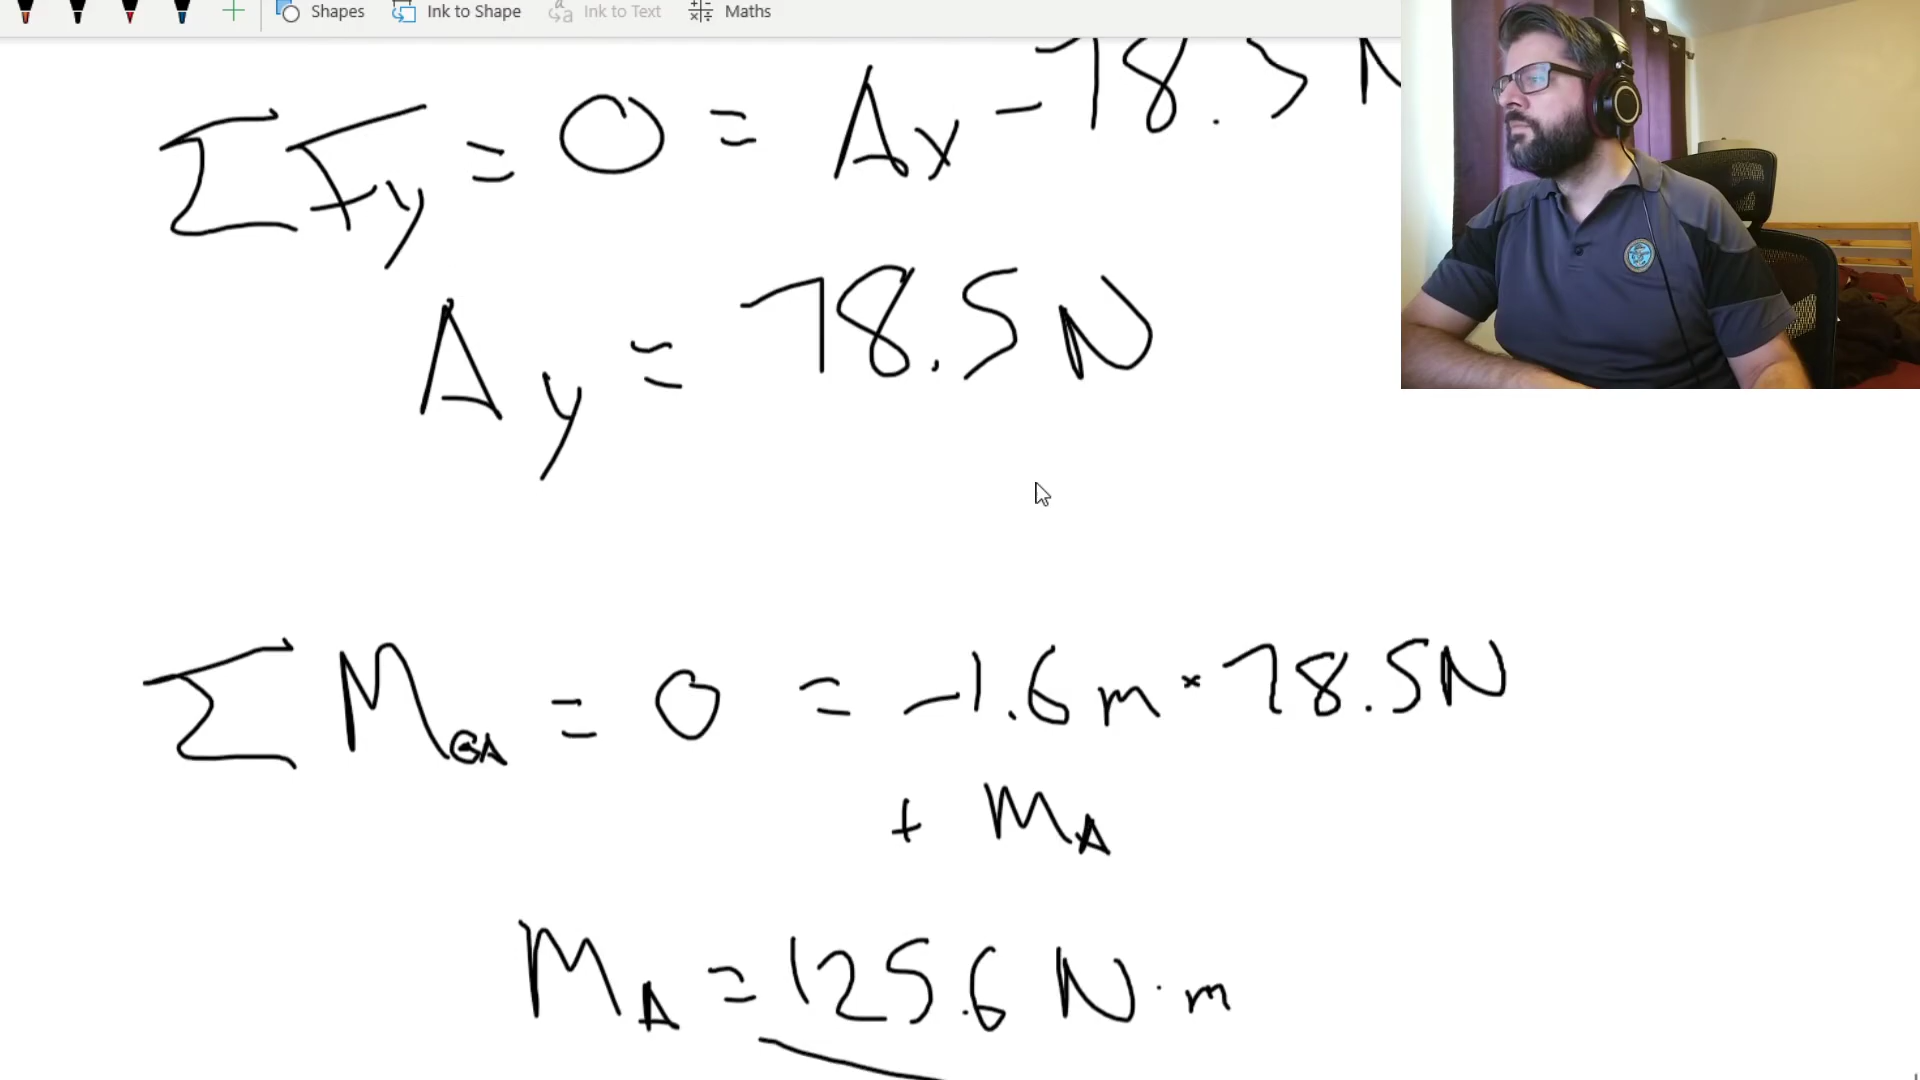 Shapes Ink to Shape Ink to Text Maths
ΣFy = 0 = Ax - 78.5 N
Ay = 78.5 N
ΣM@A = 0 = -1.6 m * 78.5 N
+ MA
MA = 125.6 N·m